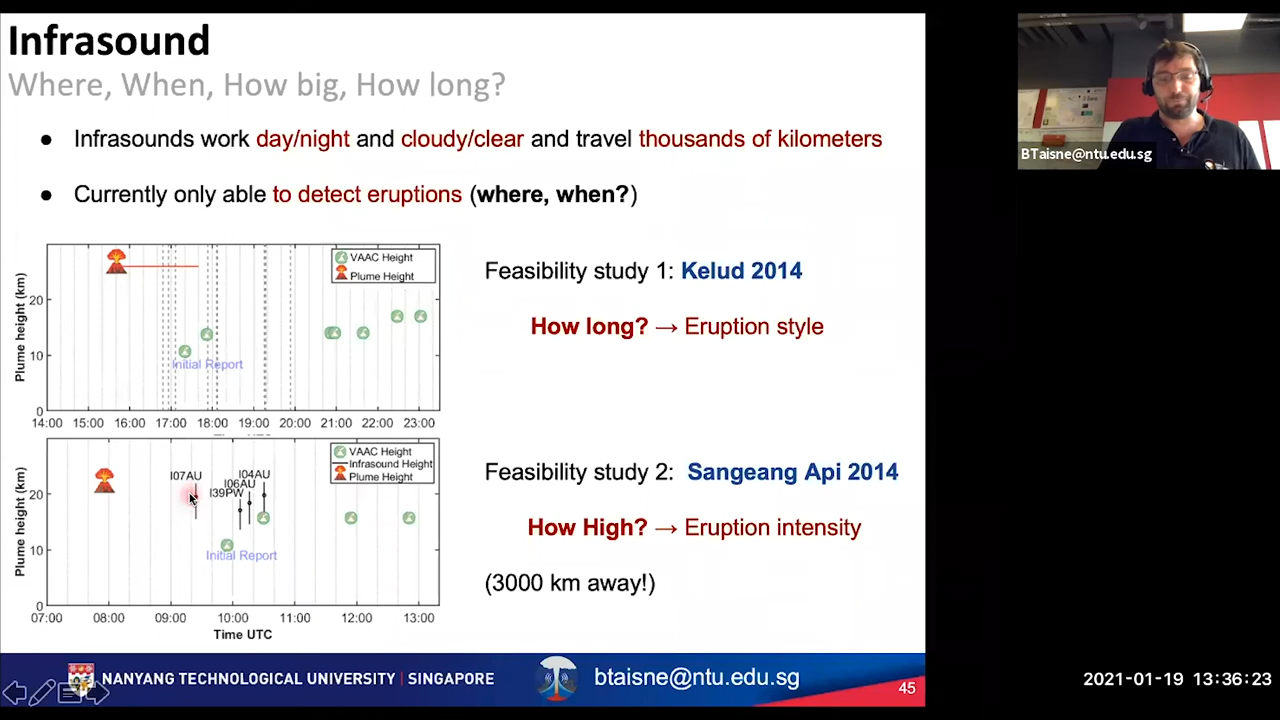 Infrasound
Where, When, How big, How long?
BTaisne@ntu.edu.sg
● Infrasounds work day/night and cloudy/clear and travel thousands of kilometers
● Currently only able to detect eruptions (where, when?)
VAAC Height
Plume Height
Plume height (km)
20
10
0
Initial Report
14:00 15:00 16:00 17:00 18:00 19:00 20:00 21:00 22:00 23:00
Feasibility study 1: Kelud 2014
How long? → Eruption style
VAAC Height
Infrasound Height
Plume Height
Plume height (km)
20
10
0
I07AU
I39PW
I06AU
I04AU
Initial Report
07:00 08:00 09:00 10:00 11:00 12:00 13:00
Time UTC
Feasibility study 2: Sangeang Api 2014
How High? → Eruption intensity
(3000 km away!)
NANYANG TECHNOLOGICAL UNIVERSITY | SINGAPORE
btaisne@ntu.edu.sg
45
2021-01-19 13:36:23